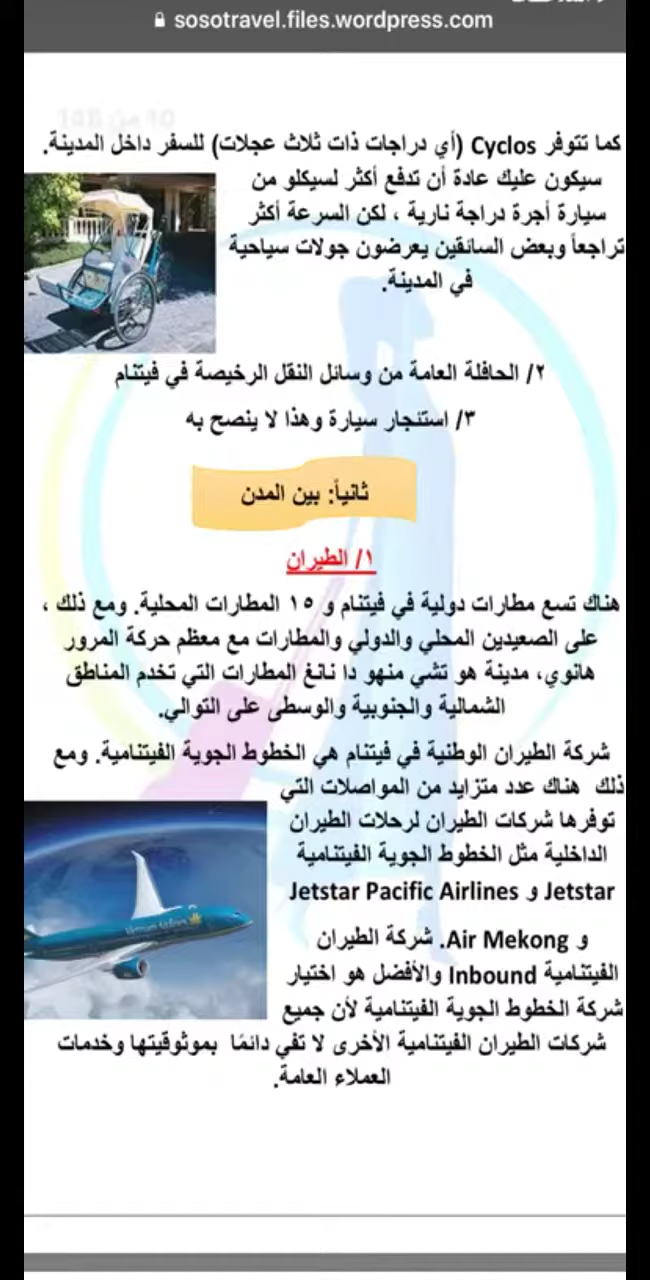 sosotravel.files.wordpress.com
كما تتوفر Cyclos (أي دراجات ذات ثلاث عجلات) للسفر داخل المدينة.
سيكون عليك عادة أن تدفع أكثر لسيكلو من
سيارة أجرة دراجة نارية ، لكن السرعة أكثر
تراجعاً وبعض السائقين يعرضون جولات سياحية
في المدينة.
٢/ الحافلة العامة من وسائل النقل الرخيصة في فيتنام
٣/ استئجار سيارة وهذا لا ينصح به
ثانياً: بين المدن
١/ الطيران
هناك تسع مطارات دولية في فيتنام و ١٥ المطارات المحلية. ومع ذلك ،
على الصعيدين المحلي والدولي والمطارات مع معظم حركة المرور
هانوي، مدينة هو تشي منهو دا نانغ المطارات التي تخدم المناطق
الشمالية والجنوبية والوسطى على التوالي.
شركة الطيران الوطنية في فيتنام هي الخطوط الجوية الفيتنامية. ومع
ذلك هناك عدد متزايد من المواصلات التي
توفرها شركات الطيران لرحلات الطيران
الداخلية مثل الخطوط الجوية الفيتنامية
Jetstar و Jetstar Pacific Airlines
و Air Mekong. شركة الطيران
الفيتنامية Inbound والأفضل هو اختيار
شركة الخطوط الجوية الفيتنامية لأن جميع
شركات الطيران الفيتنامية الأخرى لا تفي دائمًا بموثوقيتها وخدمات
العملاء العامة.
Vietnam Airlines